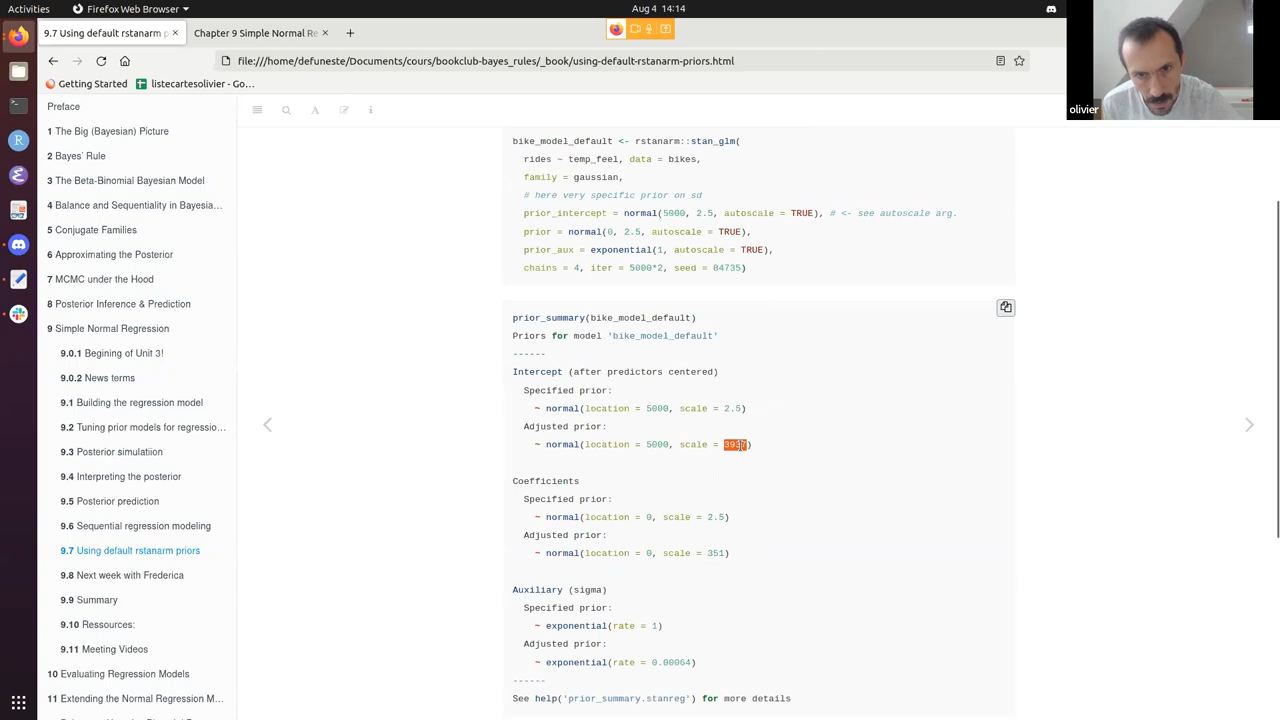 Activities
Firefox Web Browser
Aug 4 14:14
9.7 Using default rstanarm p
Chapter 9 Simple Normal Re
file:///home/defuneste/Documents/cours/bookclub-bayes_rules/_book/using-default-rstanarm-priors.html
Getting Started
listecartesolivier - Go…
olivier
Preface
1 The Big (Bayesian) Picture
2 Bayes' Rule
3 The Beta-Binomial Bayesian Model
4 Balance and Sequentiality in Bayesia…
5 Conjugate Families
6 Approximating the Posterior
7 MCMC under the Hood
8 Posterior Inference & Prediction
9 Simple Normal Regression
9.0.1 Begining of Unit 3!
9.0.2 News terms
9.1 Building the regression model
9.2 Tuning prior models for regressio…
9.3 Posterior simulatiion
9.4 Interpreting the posterior
9.5 Posterior prediction
9.6 Sequential regression modeling
9.7 Using default rstanarm priors
9.8 Next week with Frederica
9.9 Summary
9.10 Ressources:
9.11 Meeting Videos
10 Evaluating Regression Models
11 Extending the Normal Regression M…
bike_model_default <- rstanarm::stan_glm(
rides ~ temp_feel, data = bikes,
family = gaussian,
# here very specific prior on sd
prior_intercept = normal(5000, 2.5, autoscale = TRUE), # <- see autoscale arg.
prior = normal(0, 2.5, autoscale = TRUE),
prior_aux = exponential(1, autoscale = TRUE),
chains = 4, iter = 5000*2, seed = 84735)
prior_summary(bike_model_default)
Priors for model 'bike_model_default'
------
Intercept (after predictors centered)
Specified prior:
~ normal(location = 5000, scale = 2.5)
Adjusted prior:
~ normal(location = 5000, scale = 3937)
Coefficients
Specified prior:
~ normal(location = 0, scale = 2.5)
Adjusted prior:
~ normal(location = 0, scale = 351)
Auxiliary (sigma)
Specified prior:
~ exponential(rate = 1)
Adjusted prior:
~ exponential(rate = 0.00064)
------
See help('prior_summary.stanreg') for more details